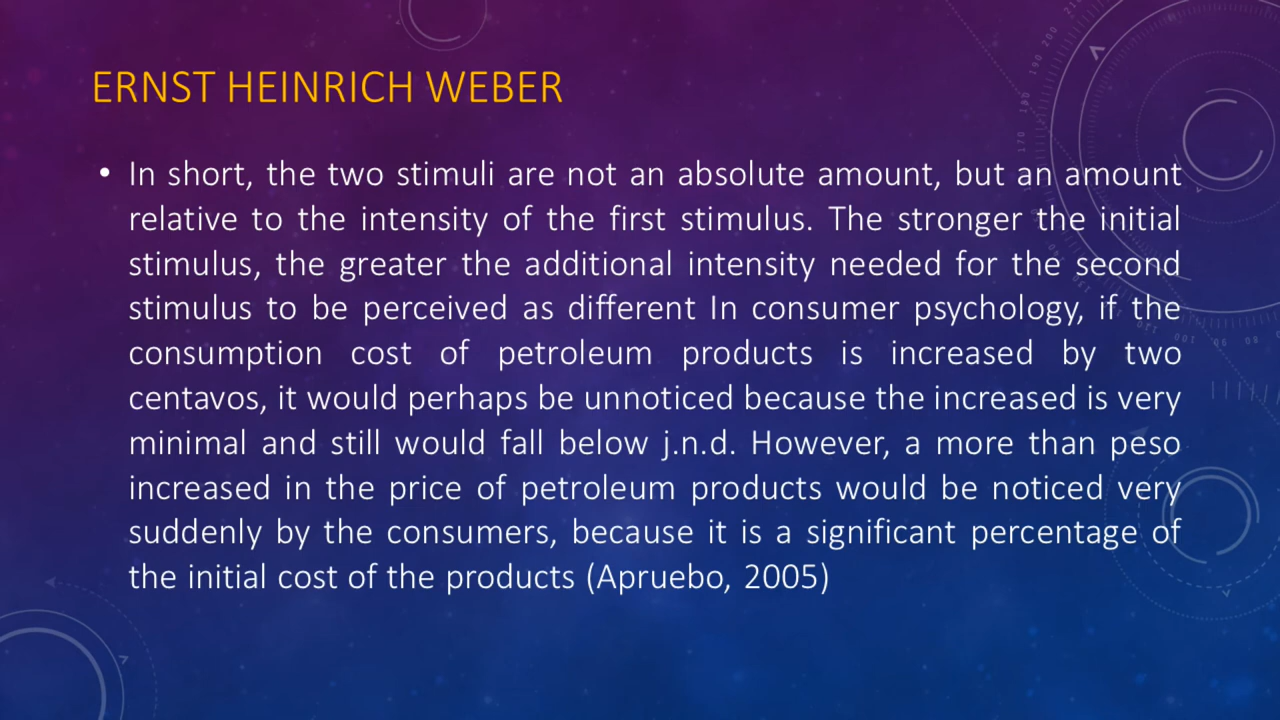 ERNST HEINRICH WEBER
• In short, the two stimuli are not an absolute amount, but an amount
relative to the intensity of the first stimulus. The stronger the initial
stimulus, the greater the additional intensity needed for the second
stimulus to be perceived as different In consumer psychology, if the
consumption cost of petroleum products is increased by two
centavos, it would perhaps be unnoticed because the increased is very
minimal and still would fall below j.n.d. However, a more than peso
increased in the price of petroleum products would be noticed very
suddenly by the consumers, because it is a significant percentage of
the initial cost of the products (Apruebo, 2005)